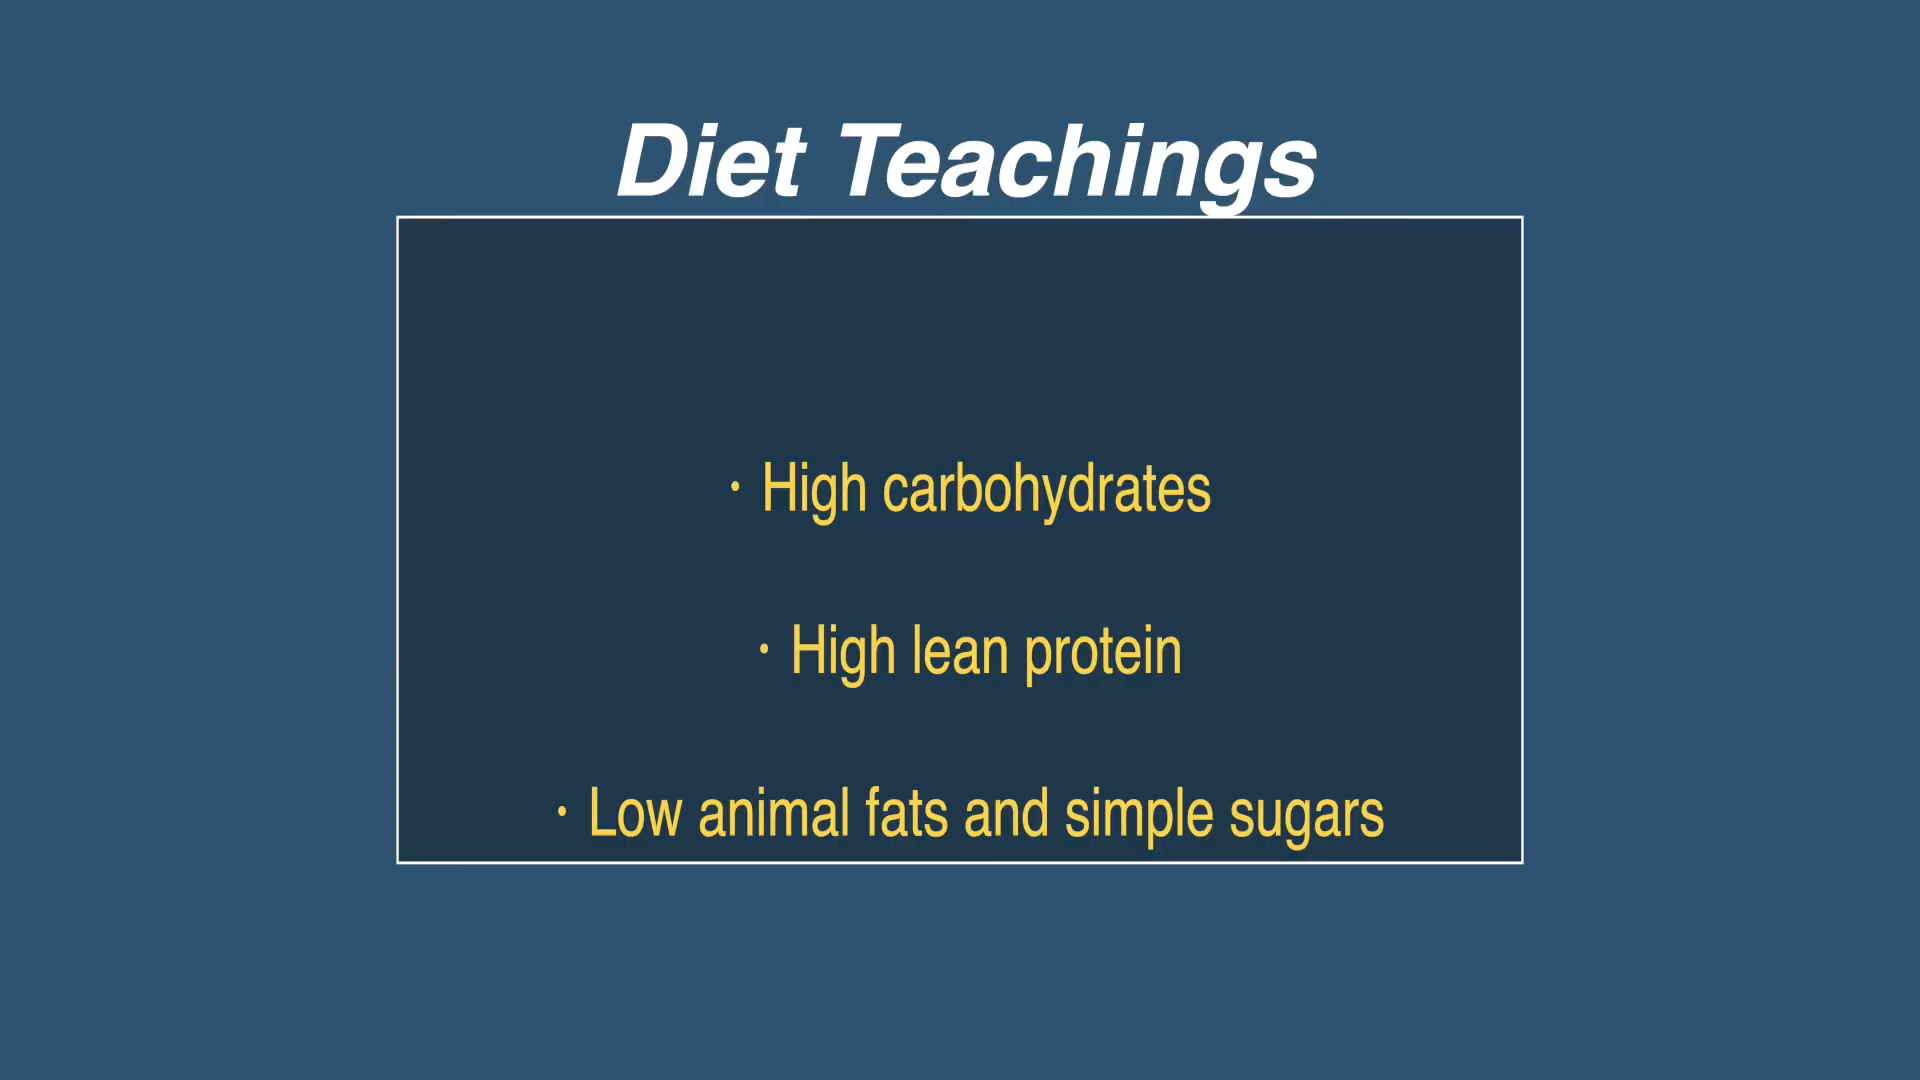 Diet Teachings
• High carbohydrates
• High lean protein
• Low animal fats and simple sugars